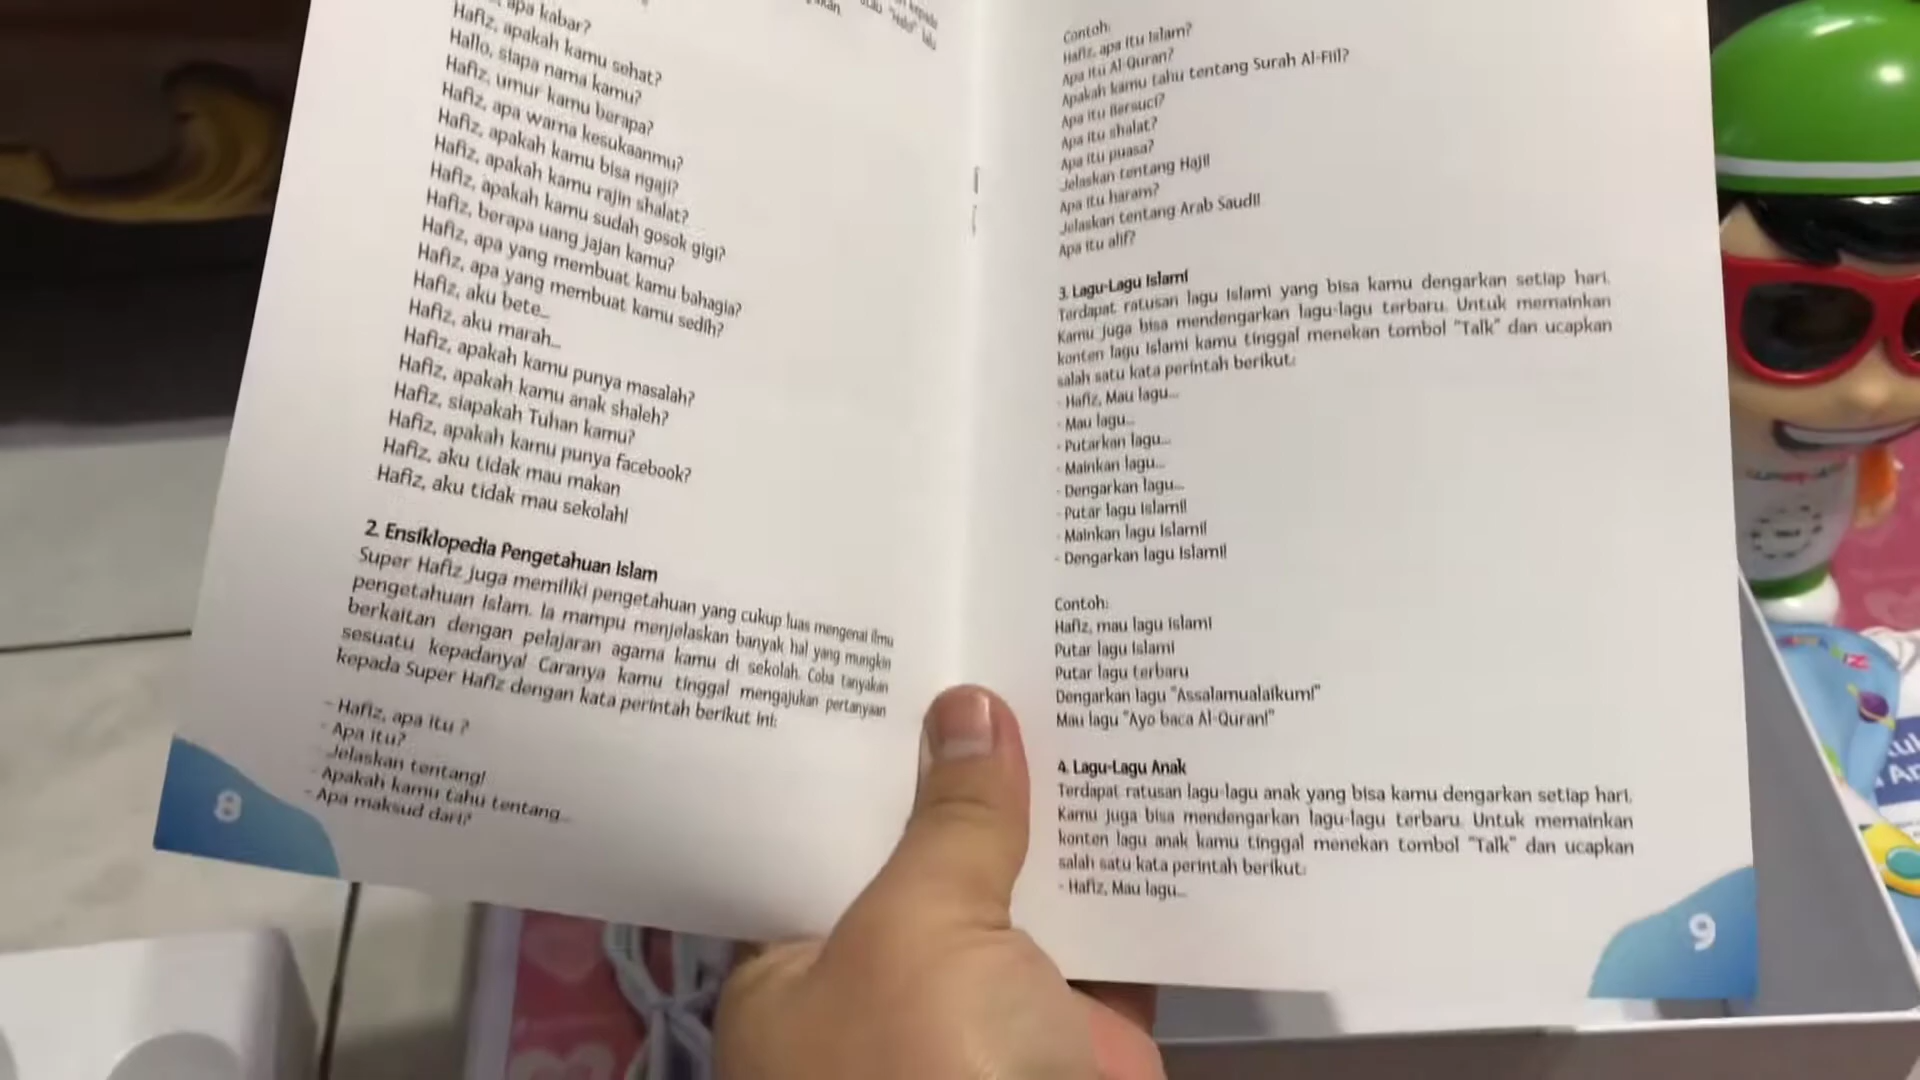 apa kabar?
Hafiz, apakah kamu sehat?
Hallo, siapa nama kamu?
Hafiz, umur kamu berapa?
Hafiz, apa warna kesukaanmu?
Hafiz, apakah kamu bisa ngaji?
Hafiz, apakah kamu rajin shalat?
Hafiz, apakah kamu sudah gosok gigi?
Hafiz, berapa uang jajan kamu?
Hafiz, apa yang membuat kamu bahagia?
Hafiz, apa yang membuat kamu sedih?
Hafiz, aku bete...
Hafiz, aku marah...
Hafiz, apakah kamu punya masalah?
Hafiz, apakah kamu anak shaleh?
Hafiz, siapakah Tuhan kamu?
Hafiz, apakah kamu punya facebook?
Hafiz, aku tidak mau makan
Hafiz, aku tidak mau sekolah!
2. Ensiklopedia Pengetahuan Islam
Super Hafiz juga memiliki pengetahuan yang cukup luas mengenai ilmu
pengetahuan Islam. Ia mampu menjelaskan banyak hal yang mungkin
berkaitan dengan pelajaran agama kamu di sekolah. Coba tanyakan
sesuatu kepadanya! Caranya kamu tinggal mengajukan pertanyaan
kepada Super Hafiz dengan kata perintah berikut ini:
- Hafiz, apa itu ?
- Apa itu?
- Jelaskan tentang!
- Apakah kamu tahu tentang...
- Apa maksud dari?
8
Contoh:
Hafiz, apa itu Islam?
Apa itu Al-Quran?
Apakah kamu tahu tentang Surah Al-Fiil?
Apa itu Bersuci?
Apa itu shalat?
Apa itu puasa?
Jelaskan tentang Haji!
Apa itu haram?
Jelaskan tentang Arab Saudi!
Apa itu alif?
3. Lagu-Lagu Islami
Terdapat ratusan lagu Islami yang bisa kamu dengarkan setiap hari.
Kamu juga bisa mendengarkan lagu-lagu terbaru. Untuk memainkan
konten lagu Islami kamu tinggal menekan tombol "Talk" dan ucapkan
salah satu kata perintah berikut:
- Hafiz, Mau lagu...
- Mau lagu...
- Putarkan lagu...
- Mainkan lagu...
- Dengarkan lagu...
- Putar lagu Islami!
- Mainkan lagu Islami!
- Dengarkan lagu Islami!
Contoh:
Hafiz, mau lagu Islami
Putar lagu Islami
Putar lagu terbaru
Dengarkan lagu "Assalamualaikum!"
Mau lagu "Ayo baca Al-Quran!"
4. Lagu-Lagu Anak
Terdapat ratusan lagu-lagu anak yang bisa kamu dengarkan setiap hari.
Kamu juga bisa mendengarkan lagu-lagu terbaru. Untuk memainkan
konten lagu anak kamu tinggal menekan tombol "Talk" dan ucapkan
salah satu kata perintah berikut:
- Hafiz, Mau lagu...
9